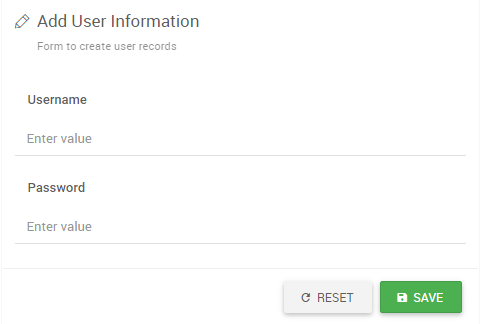 Add User Information
Form to create user records
Username
Enter value
Password
Enter value
RESET SAVE